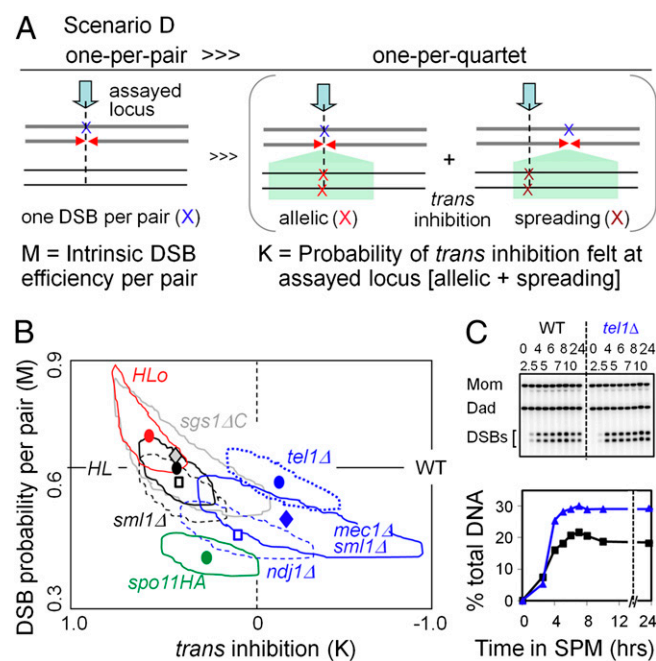 A Scenario D
one-per-pair >>> one-per-quartet
assayed
locus
X
X
X
X
X
X
>>>
+
trans
inhibition
one DSB per pair (X)
allelic (X)
spreading (X)
M = Intrinsic DSB
efficiency per pair
K = Probability of trans inhibition felt at
assayed locus [allelic + spreading]
B
DSB probability per pair (M)
0.9
0.6
0.3
HLo
sgs1ΔC
tel1Δ
HL
WT
sml1Δ
mec1Δ
sml1Δ
ndj1Δ
spo11HA
1.0 0 -1.0
trans inhibition (K)
C
WT tel1Δ
0 4 6 8 24 0 4 6 8 24
2.5 5 7 10 2.5 5 7 10
Mom
Dad
DSBs
% total DNA
30
20
10
0
0 4 8 24
Time in SPM (hrs)